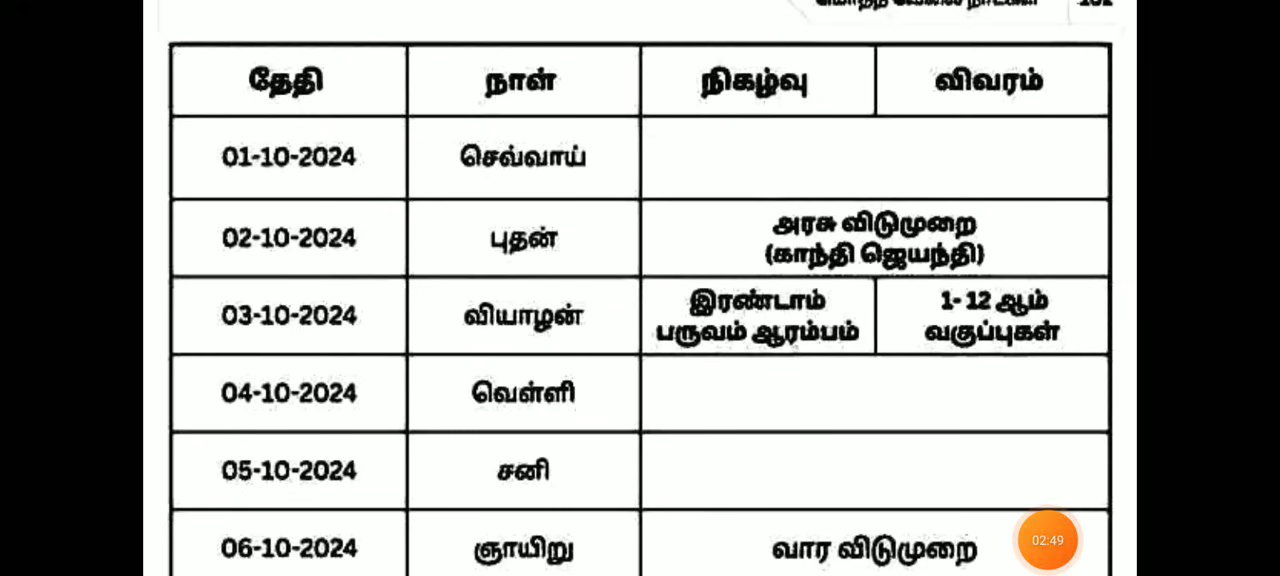 தேதி நாள் நிகழ்வு விவரம்
01-10-2024 செவ்வாய்
02-10-2024 புதன் அரசு விடுமுறை
(காந்தி ஜெயந்தி)
03-10-2024 வியாழன் இரண்டாம் 1- 12 ஆம்
பருவம் ஆரம்பம் வகுப்புகள்
04-10-2024 வெள்ளி
05-10-2024 சனி
06-10-2024 ஞாயிறு வார விடுமுறை
02:49